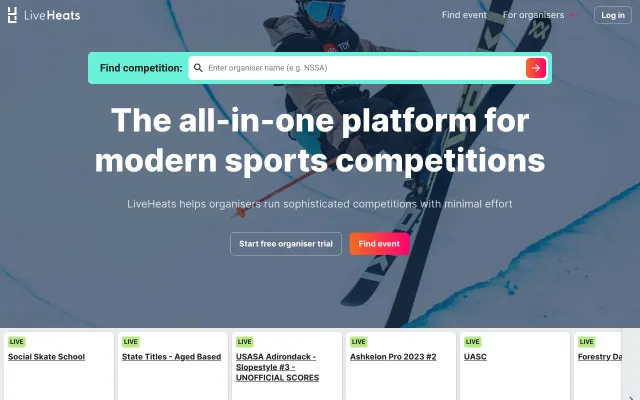 LiveHeats
Find event
For organisers
Log in
Find competition:
Enter organiser name (e.g. NSSA)
The all-in-one platform for
modern sports competitions
LiveHeats helps organisers run sophisticated competitions with minimal effort
Start free organiser trial
Find event
LIVE
Social Skate School
LIVE
State Titles - Aged Based
LIVE
USASA Adirondack -
Slopestyle #3 -
UNOFFICIAL SCORES
LIVE
Ashkelon Pro 2023 #2
LIVE
UASC
LIVE
Forestry Da